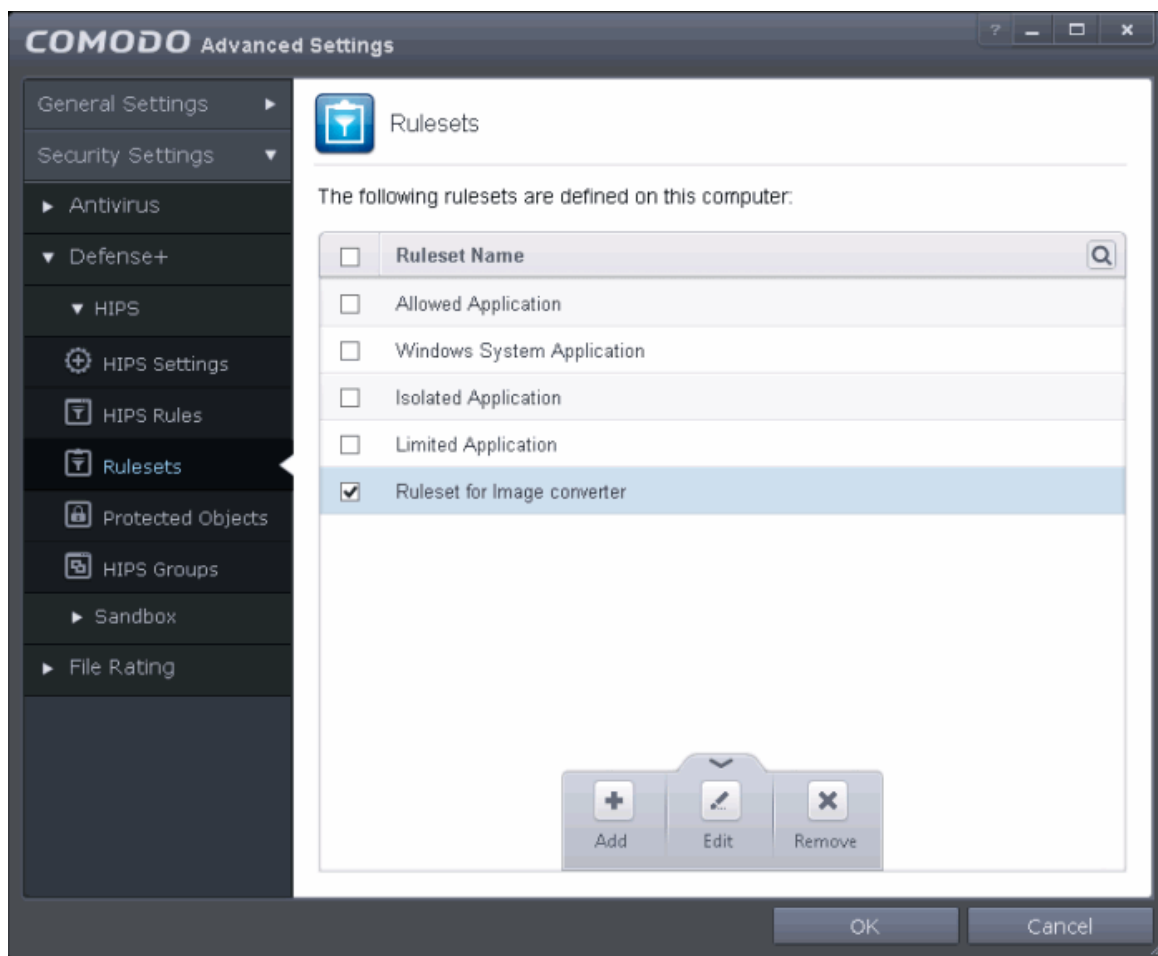 COMODO Advanced Settings
?
General Settings
Security Settings
Antivirus
Defense+
HIPS
HIPS Settings
HIPS Rules
Rulesets
Protected Objects
HIPS Groups
Sandbox
File Rating
Rulesets
The following rulesets are defined on this computer:
Ruleset Name
Allowed Application
Windows System Application
Isolated Application
Limited Application
Ruleset for Image converter
Add Edit Remove
OK Cancel